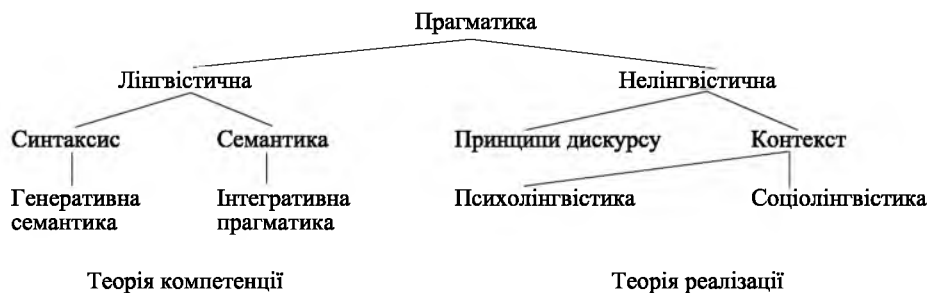 Прагматика
Лінгвістична Нелінгвістична
Синтаксис Семантика Принципи дискурсу Контекст
Генеративна Інтегративна Психолінгвістика Соціолінгвістика
семантика прагматика
Теорія компетенції Теорія реалізації